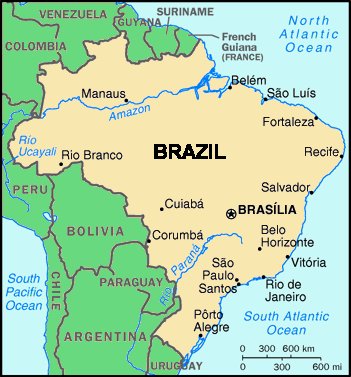 VENEZUELA
SURINAME
GUYANA
COLOMBIA
French
Guiana
(FRANCE)
North
Atlantic
Ocean
Belém
Manaus
São Luís
Amazon
Fortaleza
Río
Ucayali
Rio Branco
BRAZIL
Recife
PERU
Salvador
Cuiabá
BRASÍLIA
BOLIVIA
Corumbá
Belo
Horizonte
Río Paraná
Vitória
South
Pacific
Ocean
CHILE
PARAGUAY
São
Paulo
Santos
Rio de
Janeiro
ARGENTINA
Pôrto
Alegre
South Atlantic
Ocean
URUGUAY
0 300 600 km
0 300 600 mi